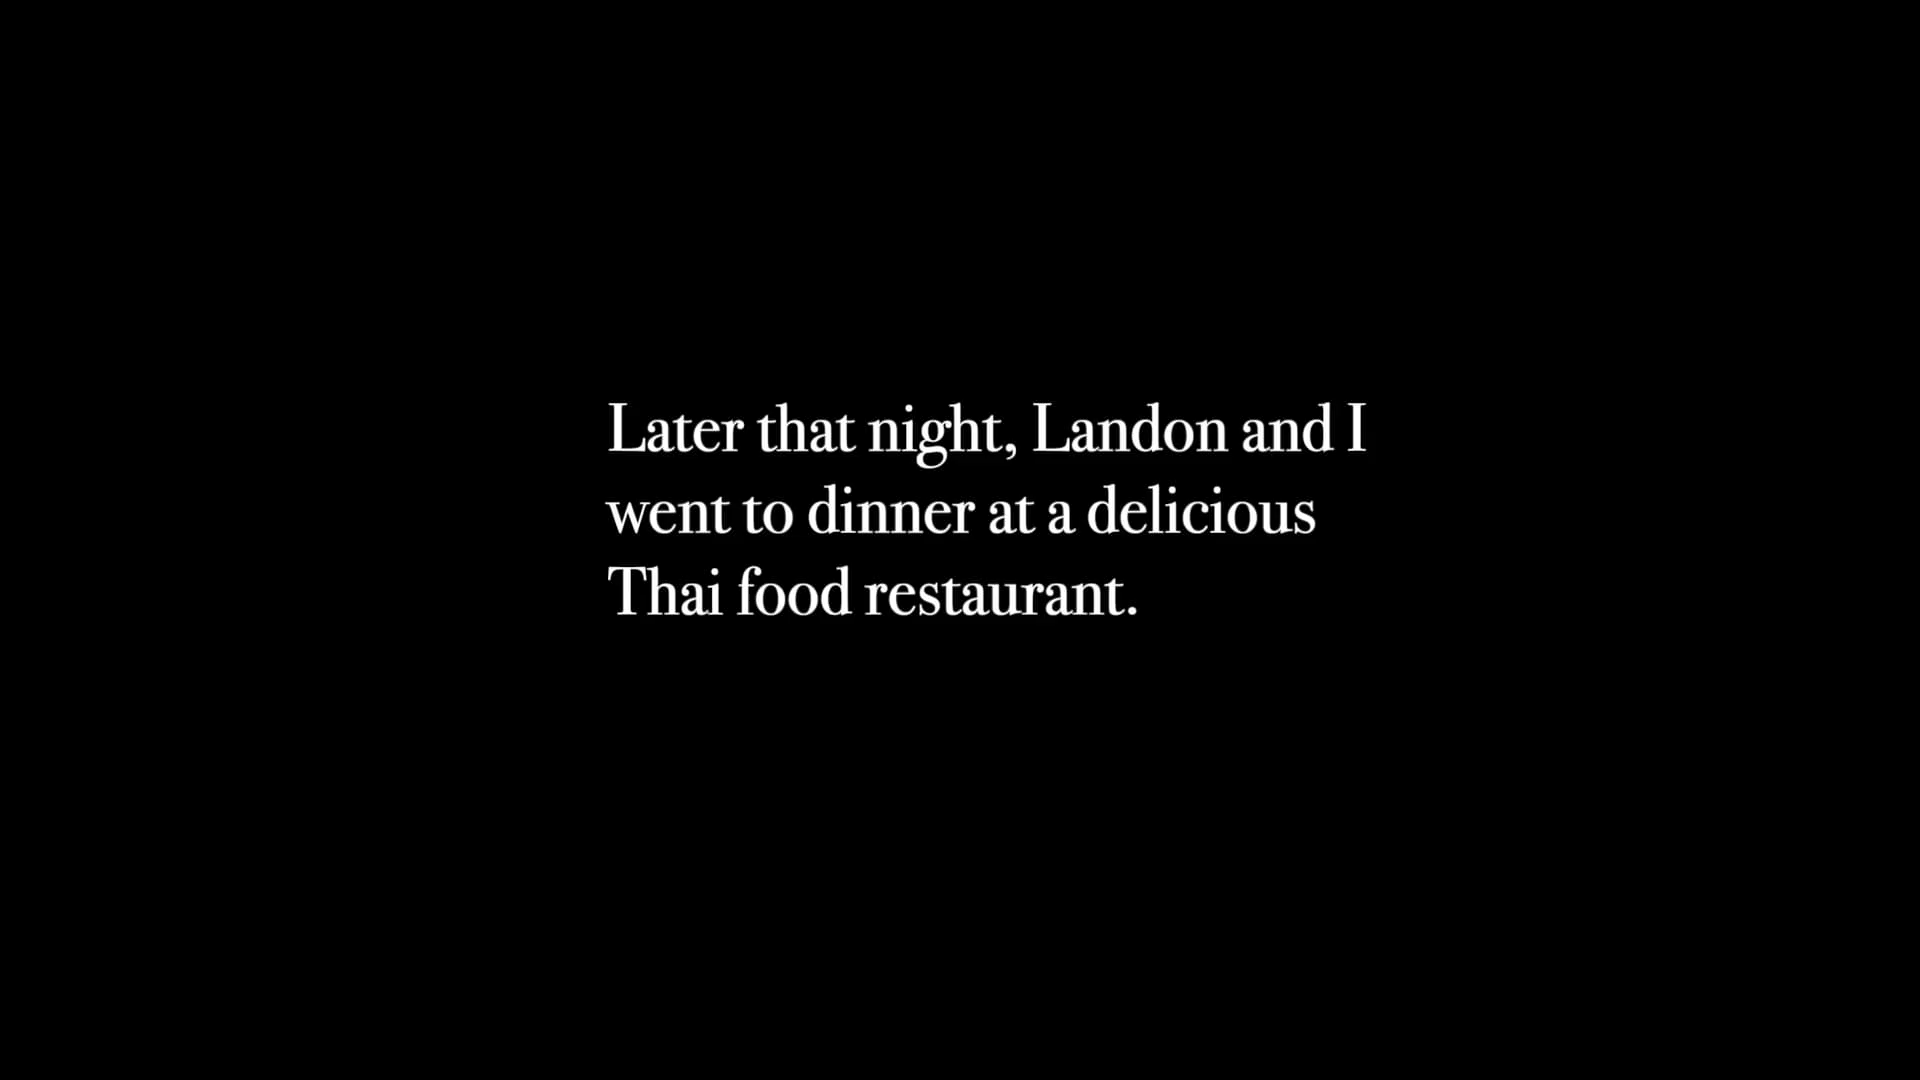 Later that night, Landon and I
went to dinner at a delicious
Thai food restaurant.